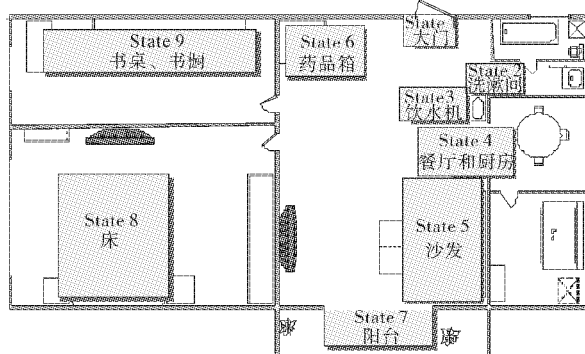 State 9
书桌、书橱
State 6
药品箱
State
大门
State 2
洗漱间
State3
饮水机
State 4
餐厅和厨房
State 8
床
State 5
沙发
State 7
阳台